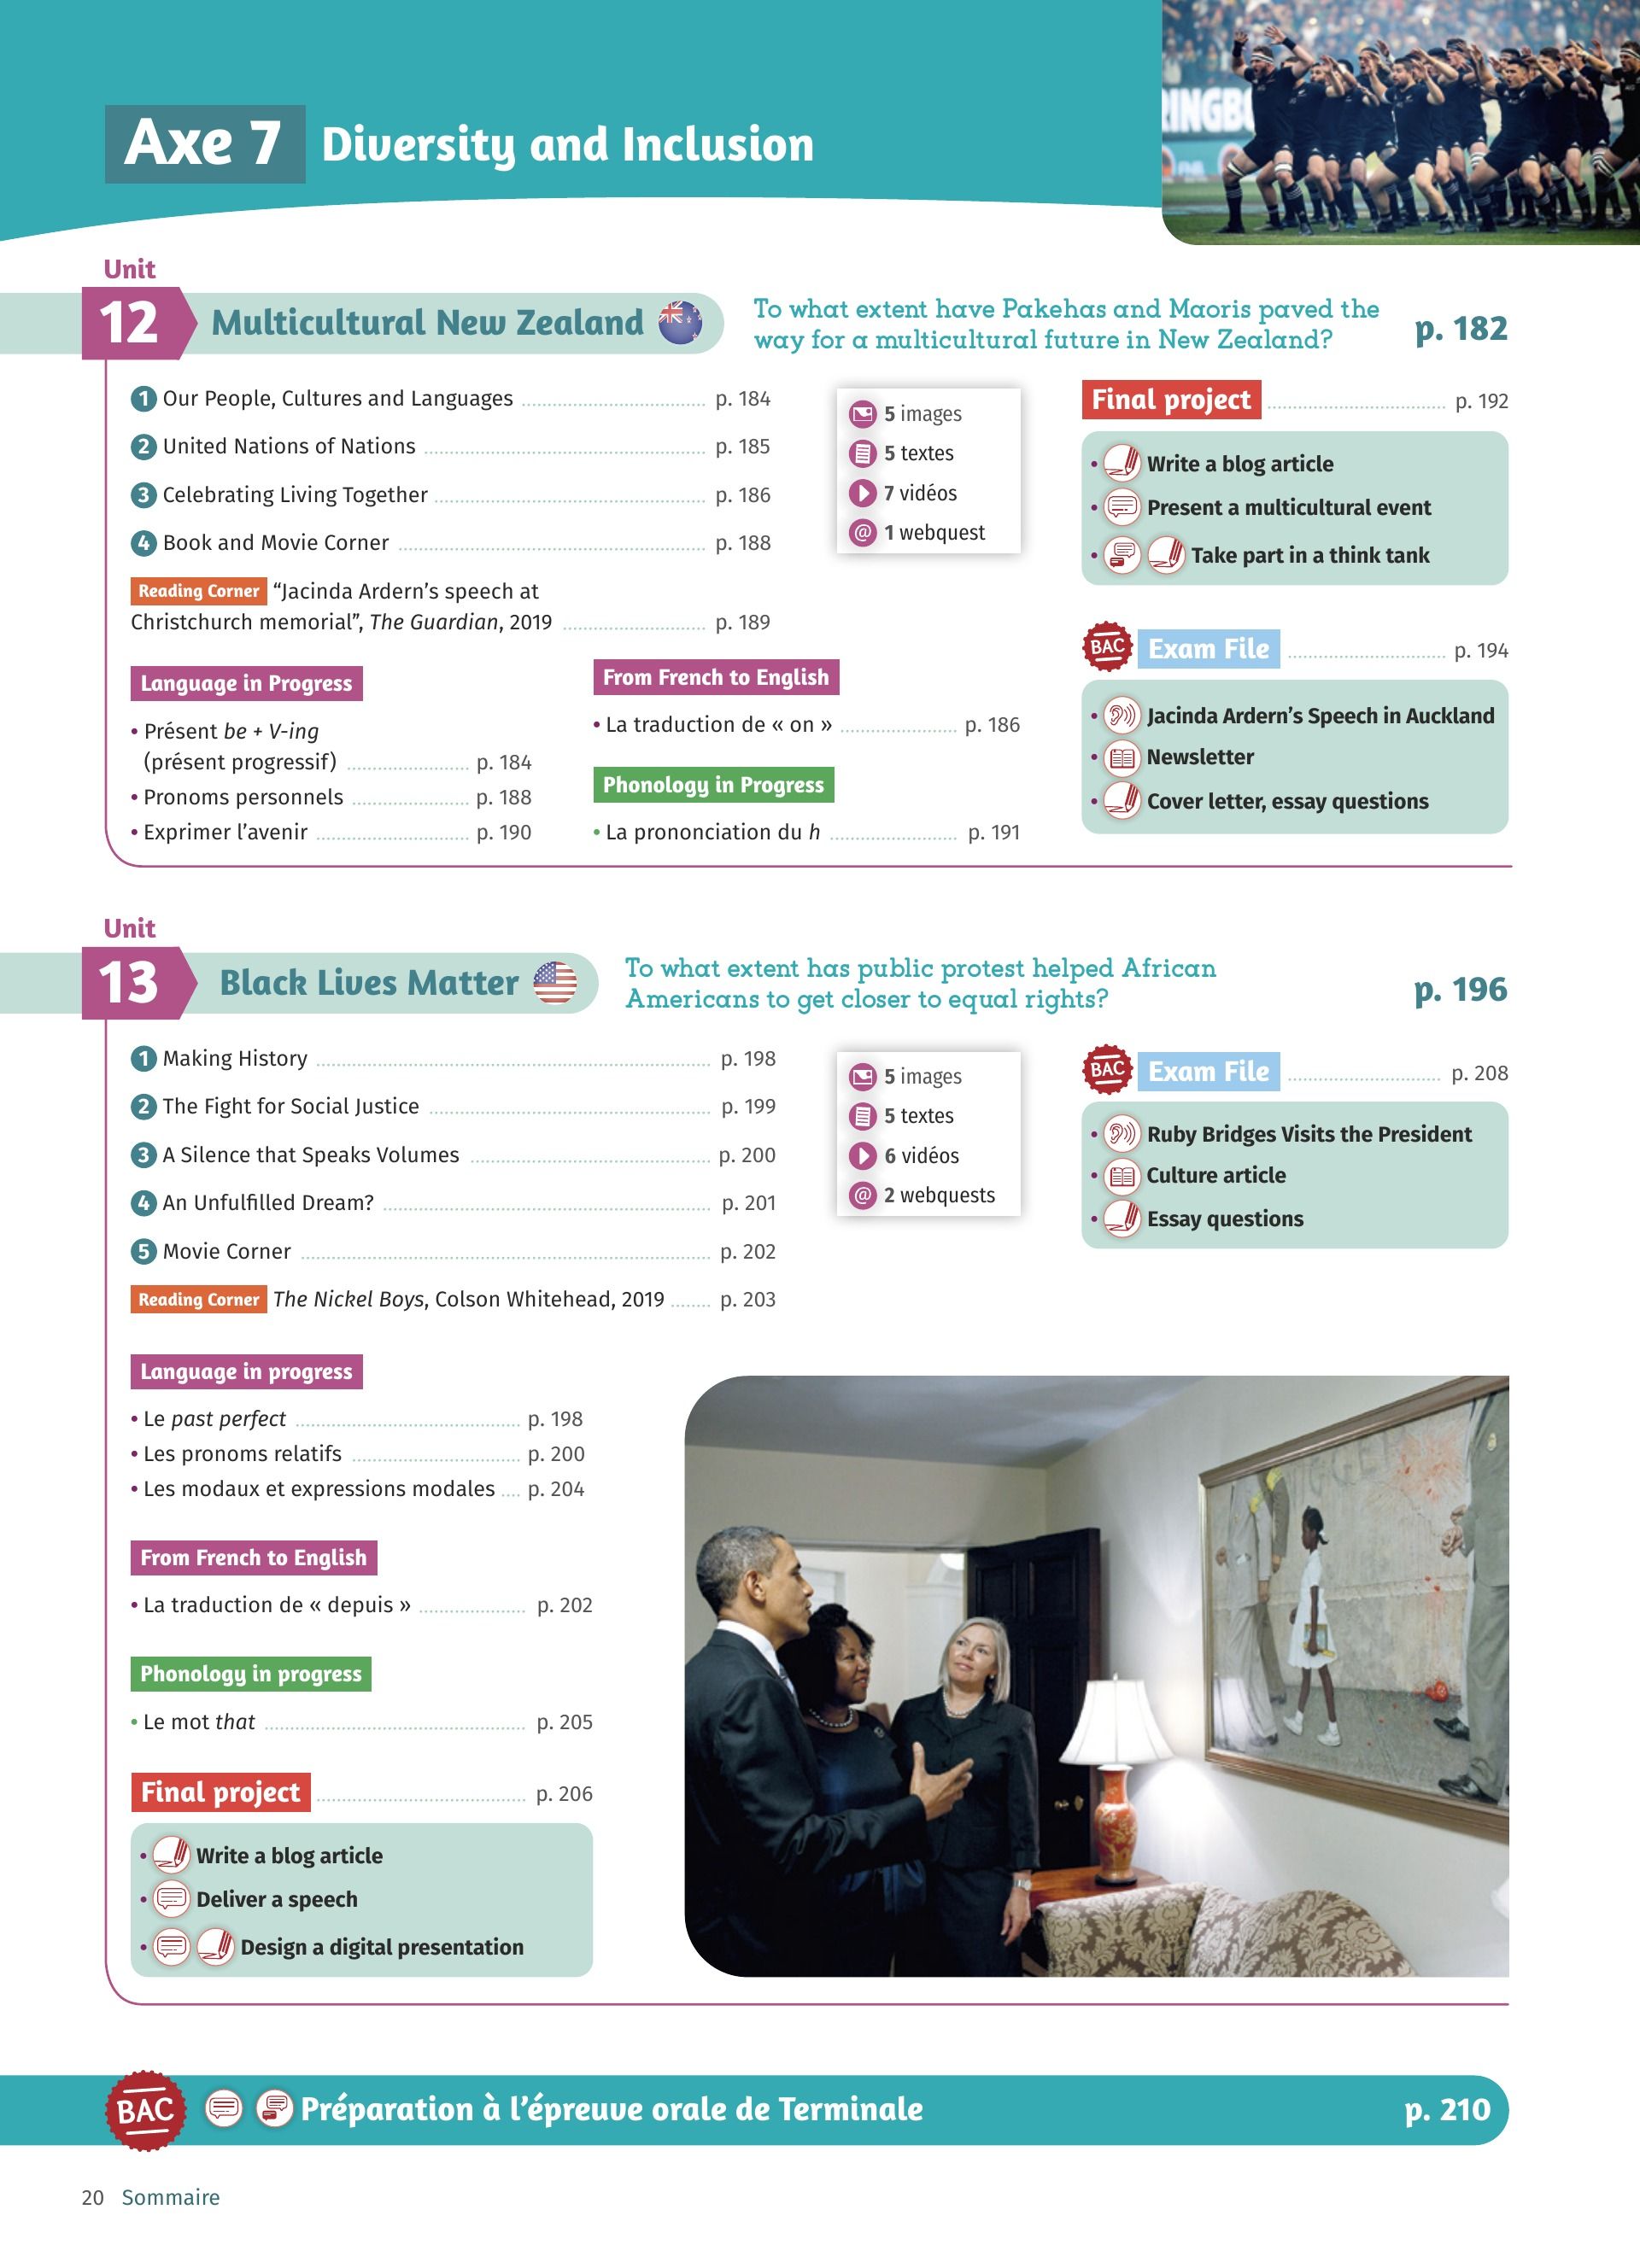 Axe 7 Diversity and Inclusion
RINGB
Unit
12 Multicultural New Zealand
To what extent have Pakehas and Maoris paved the
way for a multicultural future in New Zealand?
p. 182
1 Our People, Cultures and Languages p. 184
2 United Nations of Nations p. 185
3 Celebrating Living Together p. 186
4 Book and Movie Corner p. 188
Reading Corner “Jacinda Ardern’s speech at
Christchurch memorial”, The Guardian, 2019 p. 189
Language in Progress
• Présent be + V-ing
(présent progressif) p. 184
• Pronoms personnels p. 188
• Exprimer l’avenir p. 190
From French to English
• La traduction de « on » p. 186
Phonology in Progress
• La prononciation du h p. 191
5 images
5 textes
7 vidéos
@ 1 webquest
Final project p. 192
• Write a blog article
• Present a multicultural event
• Take part in a think tank
BAC Exam File p. 194
• Jacinda Ardern’s Speech in Auckland
• Newsletter
• Cover letter, essay questions
Unit
13 Black Lives Matter
To what extent has public protest helped African
Americans to get closer to equal rights?
p. 196
1 Making History p. 198
2 The Fight for Social Justice p. 199
3 A Silence that Speaks Volumes p. 200
4 An Unfulfilled Dream? p. 201
5 Movie Corner p. 202
Reading Corner The Nickel Boys, Colson Whitehead, 2019 p. 203
5 images
5 textes
6 vidéos
@ 2 webquests
BAC Exam File p. 208
• Ruby Bridges Visits the President
• Culture article
• Essay questions
Language in progress
• Le past perfect p. 198
• Les pronoms relatifs p. 200
• Les modaux et expressions modales p. 204
From French to English
• La traduction de « depuis » p. 202
Phonology in progress
• Le mot that p. 205
Final project p. 206
• Write a blog article
• Deliver a speech
• Design a digital presentation
BAC Préparation à l’épreuve orale de Terminale p. 210
20 Sommaire